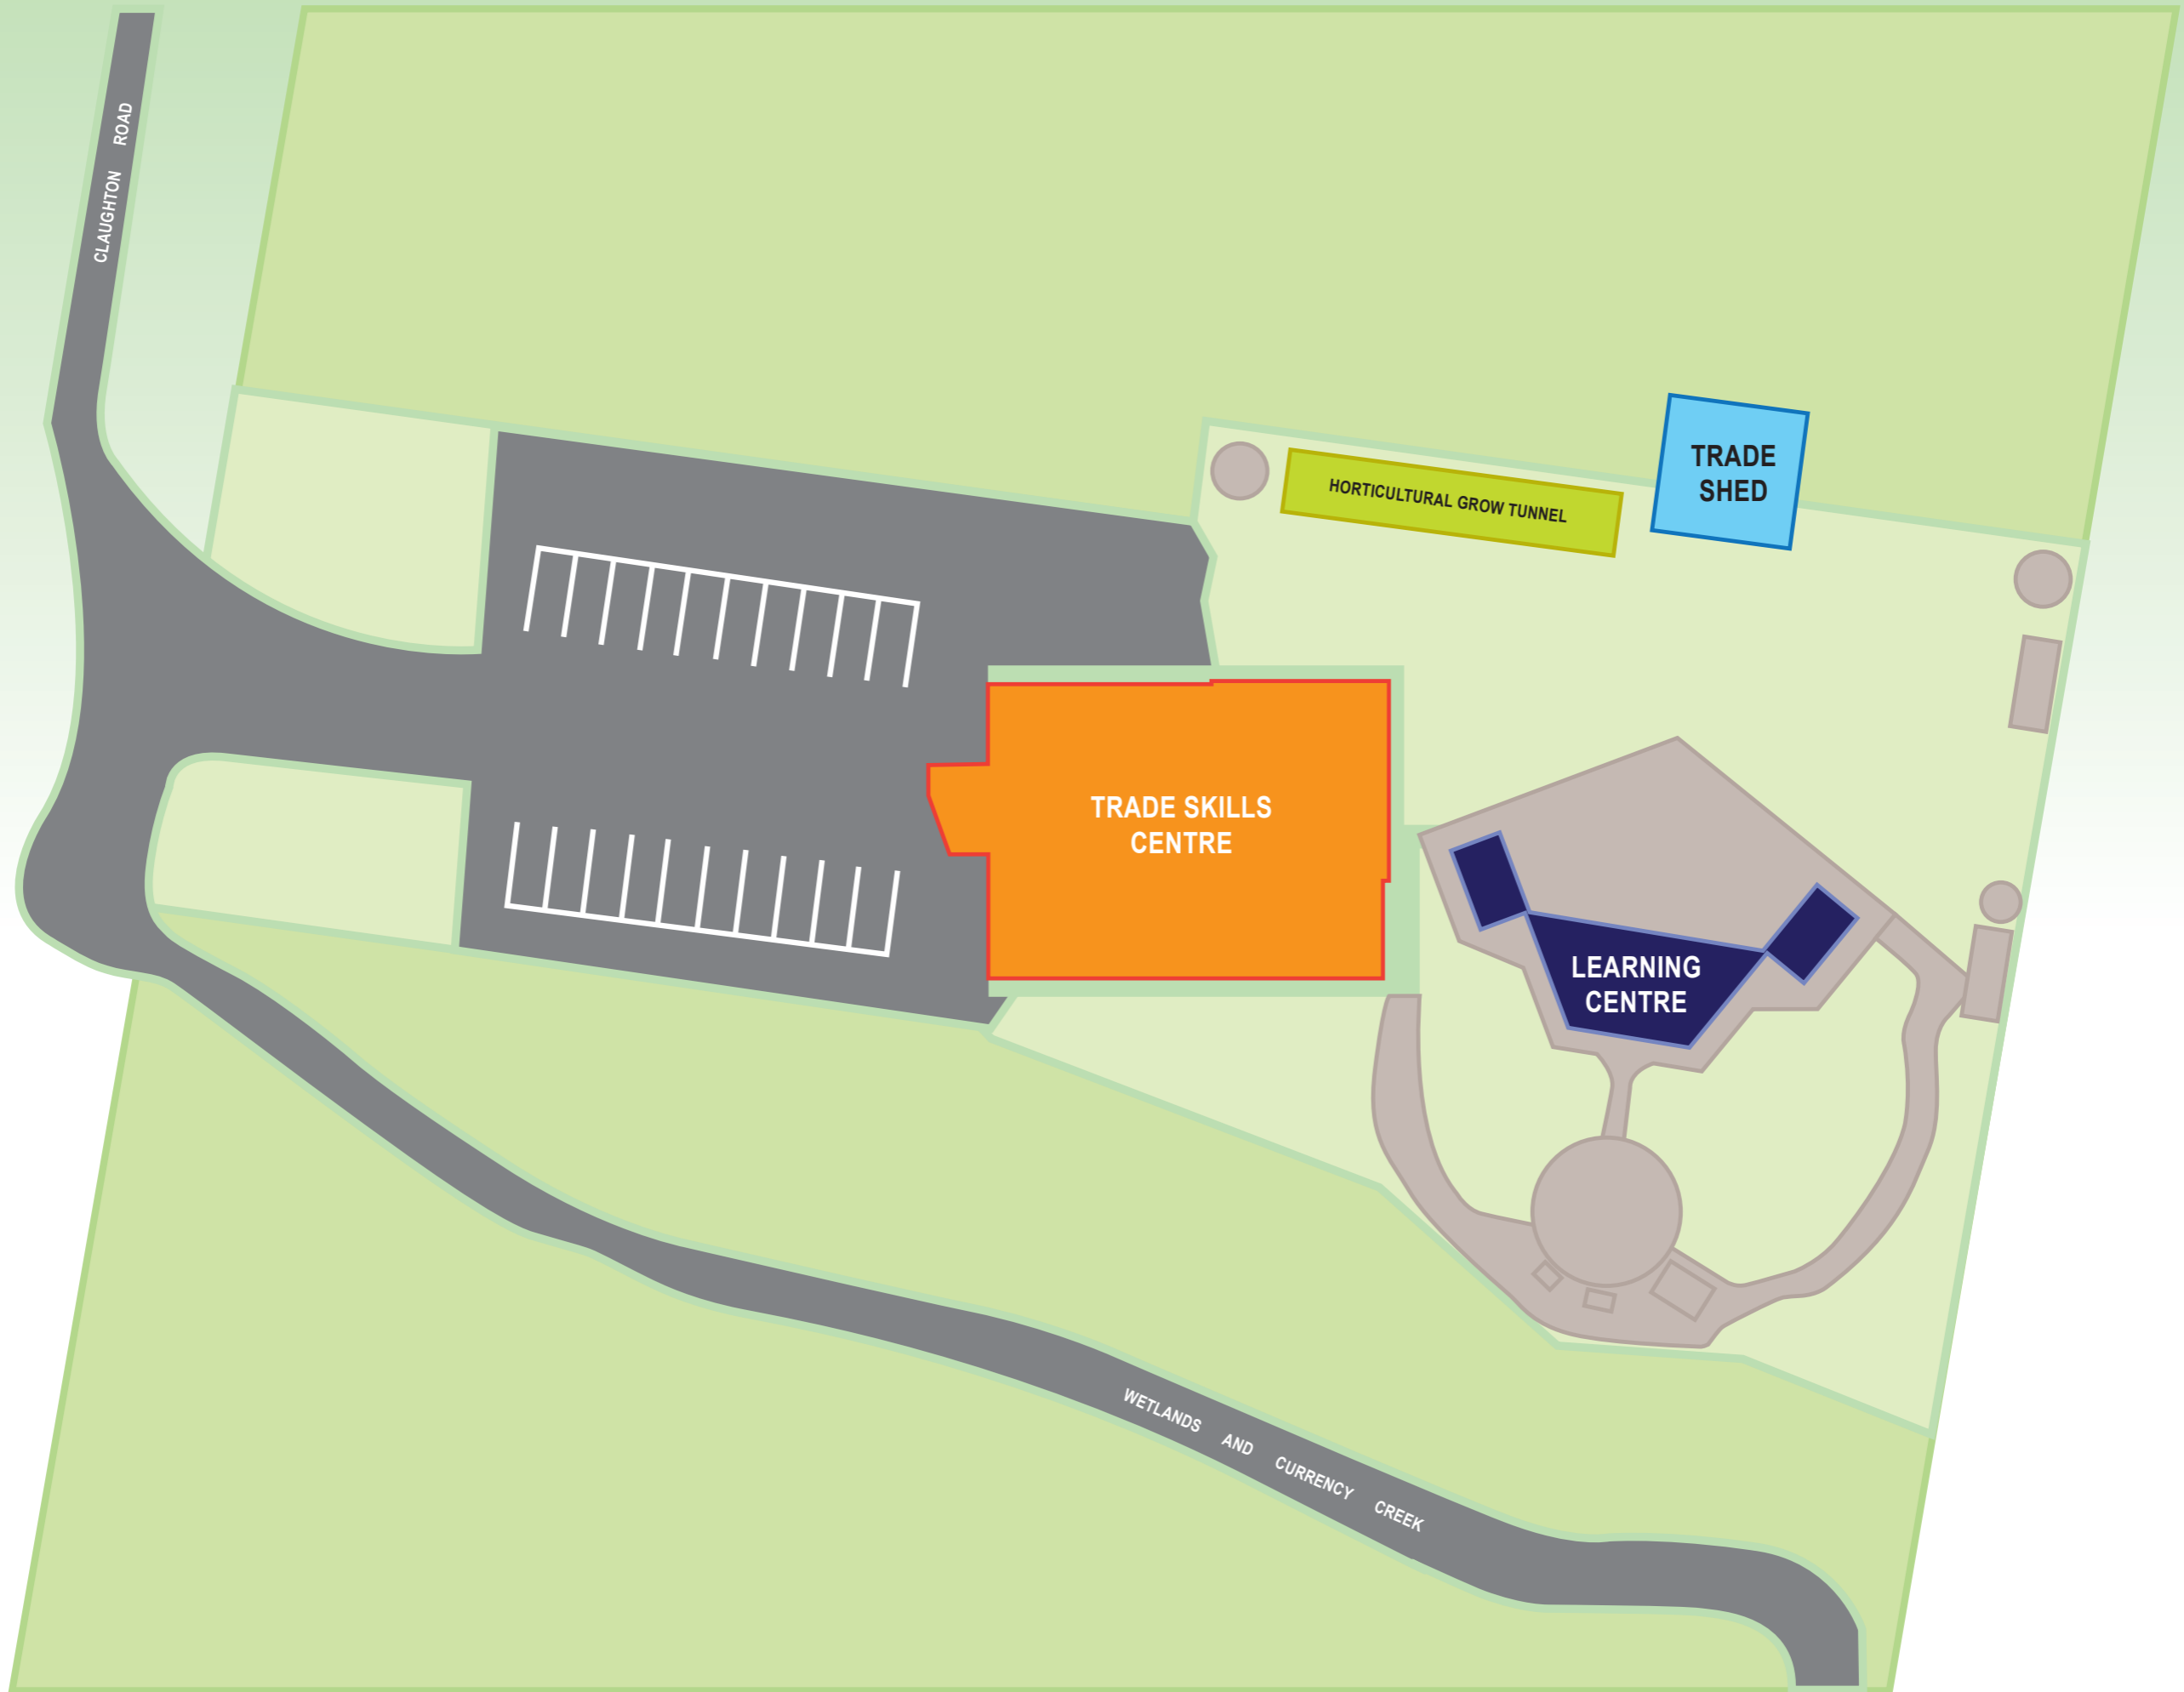 CLAUGHTON ROAD
TRADE
SHED
HORTICULTURAL GROW TUNNEL
TRADE SKILLS
CENTRE
LEARNING
CENTRE
WETLANDS AND CURRENCY CREEK